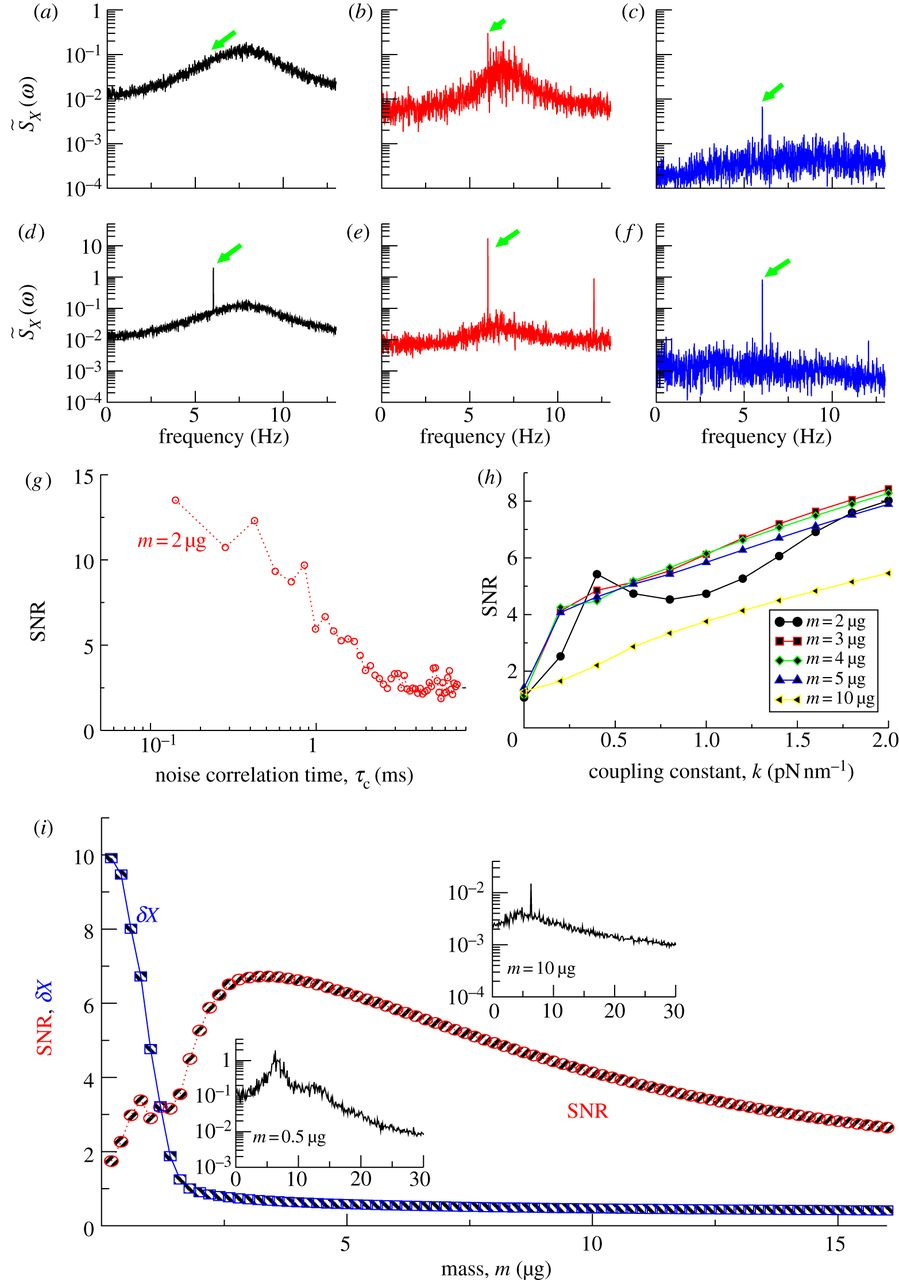 (a) (b) (c)
1
10⁻¹
10⁻²
10⁻³
10⁻⁴
S̃X(ω)
(d) (e) (f)
10
1
10⁻¹
10⁻²
10⁻³
10⁻⁴
S̃X(ω)
0 5 10 0 5 10 0 5 10
frequency (Hz) frequency (Hz) frequency (Hz)
(g)
15
10
5
0
SNR
m = 2 µg
10⁻¹ 1
noise correlation time, τc (ms)
(h)
8
6
4
2
SNR
m = 2 µg
m = 3 µg
m = 4 µg
m = 5 µg
m = 10 µg
0 0.5 1.0 1.5 2.0
coupling constant, k (pN nm⁻¹)
(i)
10
8
6
4
2
0
SNR, δX
δX
SNR
10⁻²
10⁻³
10⁻⁴
m = 10 µg
0 10 20 30
1
10⁻¹
10⁻²
10⁻³
m = 0.5 µg
0 10 20 30
5 10 15
mass, m (µg)